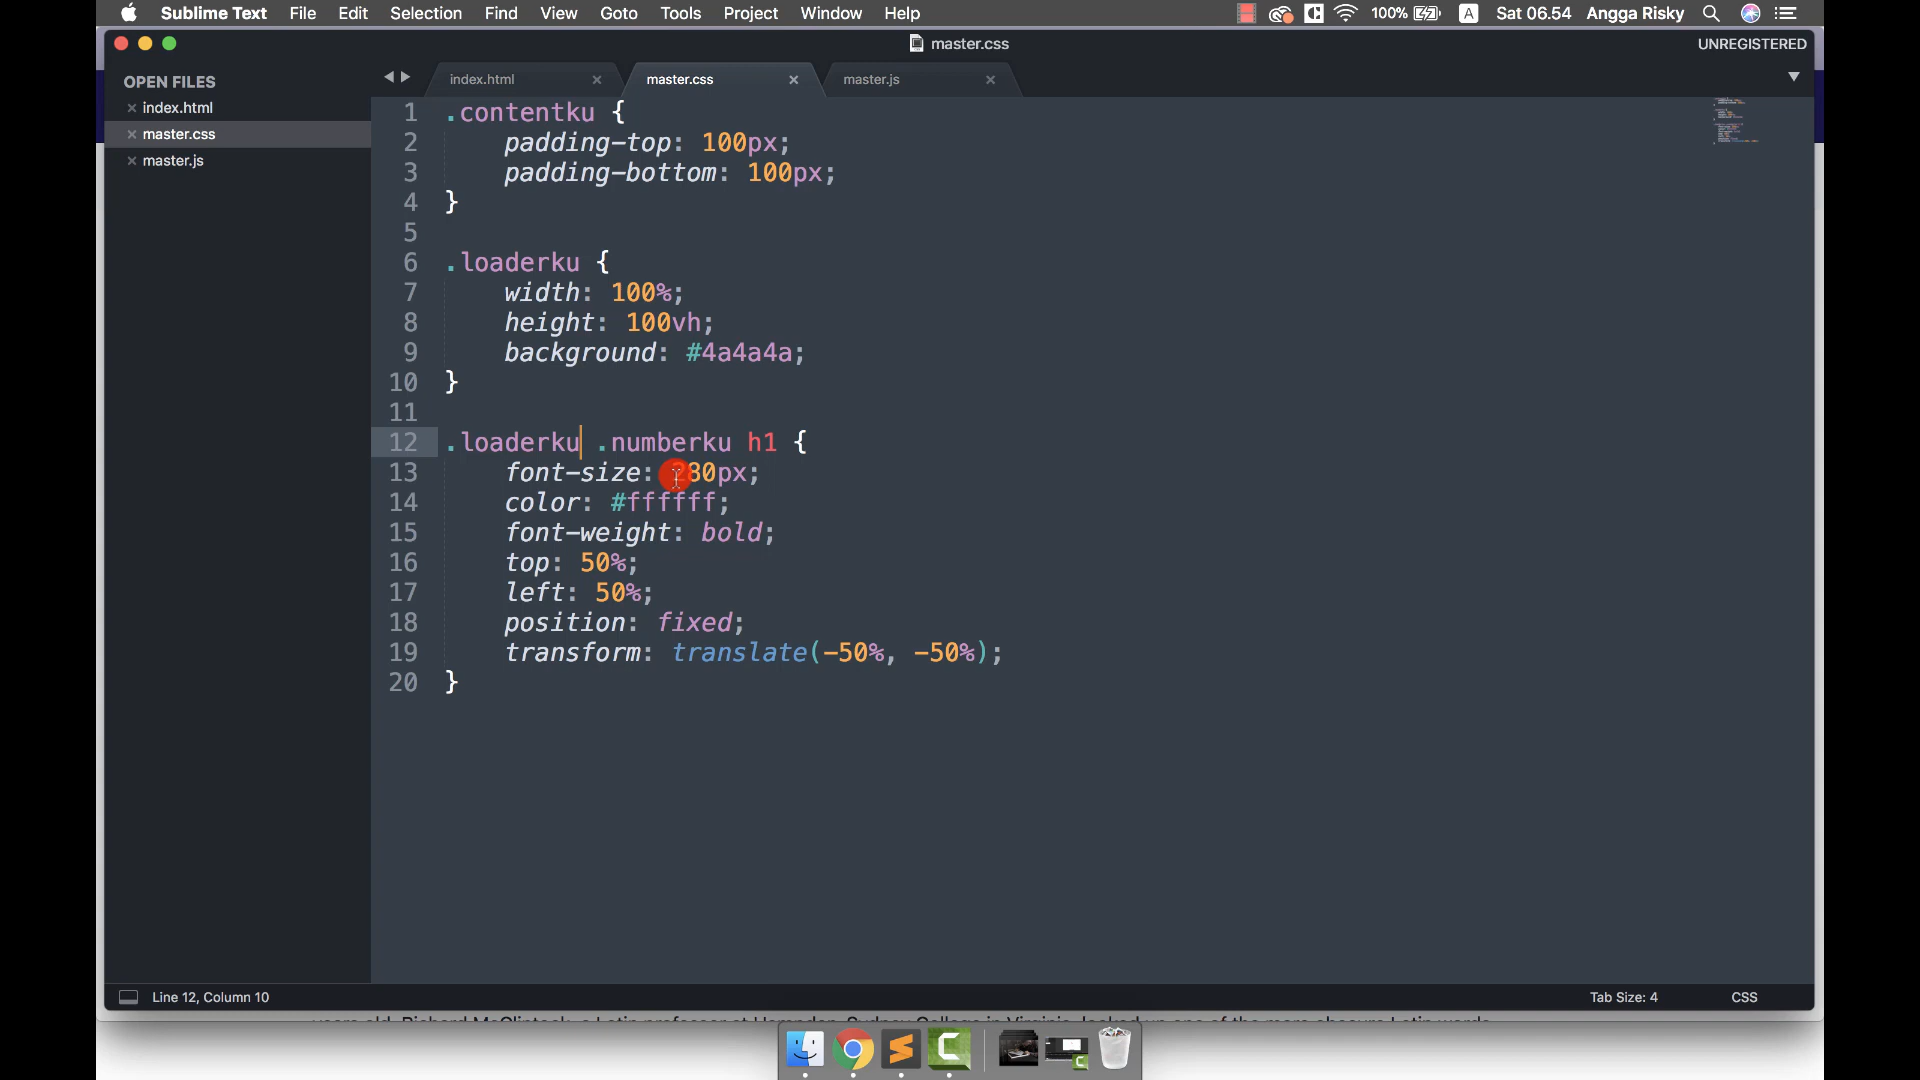 Sublime Text File Edit Selection Find View Goto Tools Project Window Help 100% A Sat 06.54 Angga Risky
master.css
UNREGISTERED
OPEN FILES
index.html
master.css
master.js
index.html master.css master.js
1 .contentku {
2 padding-top: 100px;
3 padding-bottom: 100px;
4 }
5
6 .loaderku {
7 width: 100%;
8 height: 100vh;
9 background: #4a4a4a;
10 }
11
12 .loaderku .numberku h1 {
13 font-size: 280px;
14 color: #ffffff;
15 font-weight: bold;
16 top: 50%;
17 left: 50%;
18 position: fixed;
19 transform: translate(-50%, -50%);
20 }
Line 12, Column 10 Tab Size: 4 CSS